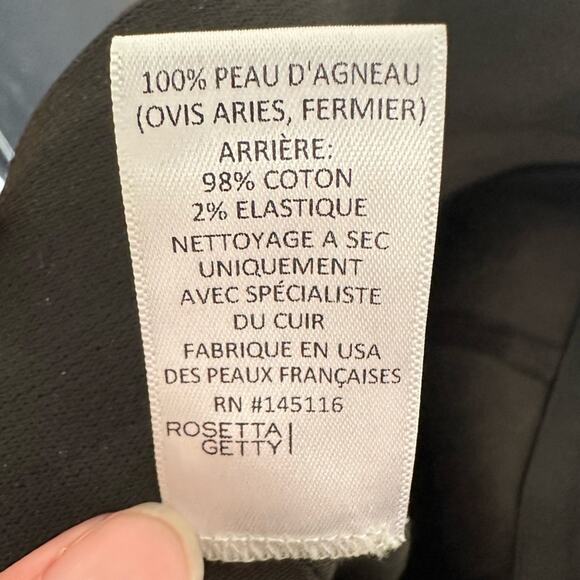 100% PEAU D'AGNEAU
(OVIS ARIES, FERMIER)
ARRIÈRE:
98% COTON
2% ELASTIQUE
NETTOYAGE A SEC
UNIQUEMENT
AVEC SPÉCIALISTE
DU CUIR
FABRIQUE EN USA
DES PEAUX FRANÇAISES
RN #145116
ROSETTA
GETTY